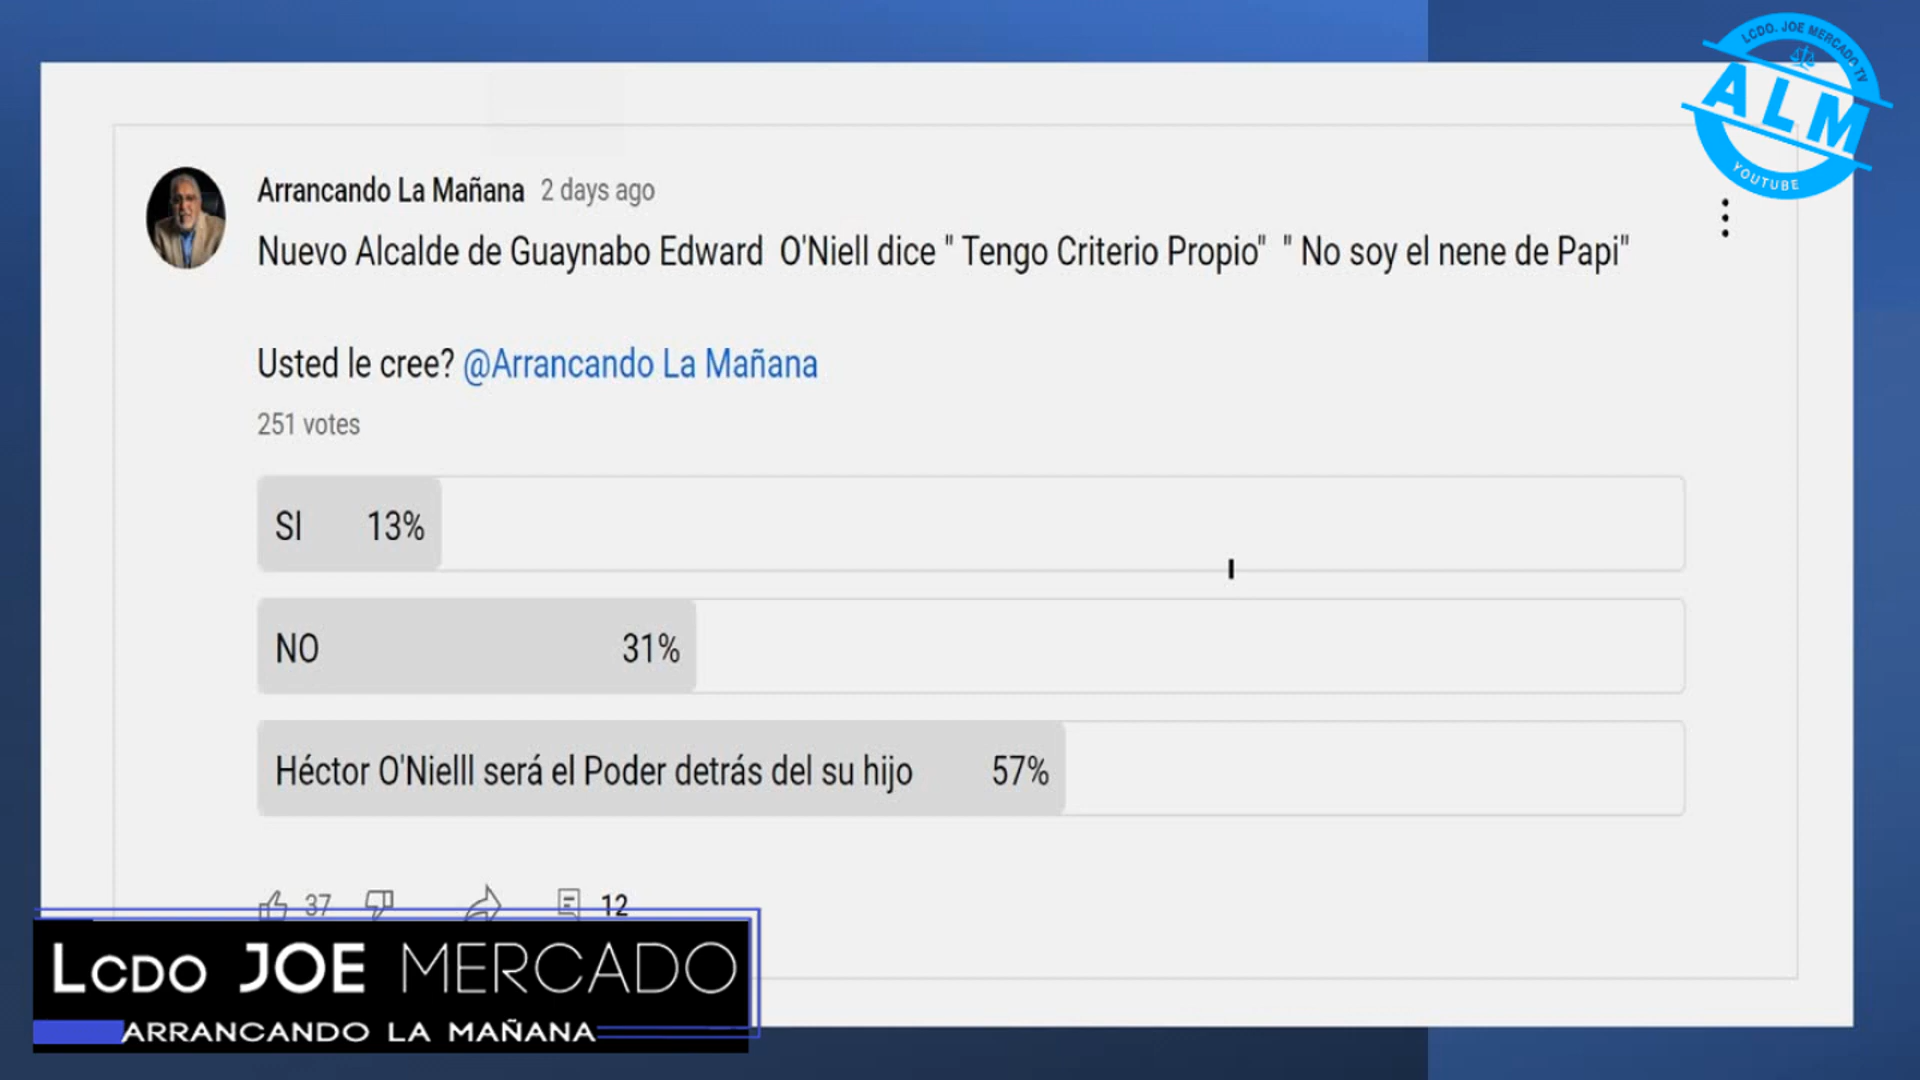 LCDO. JOE MERCADO TV
ALM
YOUTUBE
Arrancando La Mañana 2 days ago
Nuevo Alcalde de Guaynabo Edward O'Niell dice " Tengo Criterio Propio" " No soy el nene de Papi"
Usted le cree? @Arrancando La Mañana
251 votes
SI 13%
NO 31%
Héctor O'Nielll será el Poder detrás del su hijo 57%
37 12
LCDO JOE MERCADO
ARRANCANDO LA MAÑANA